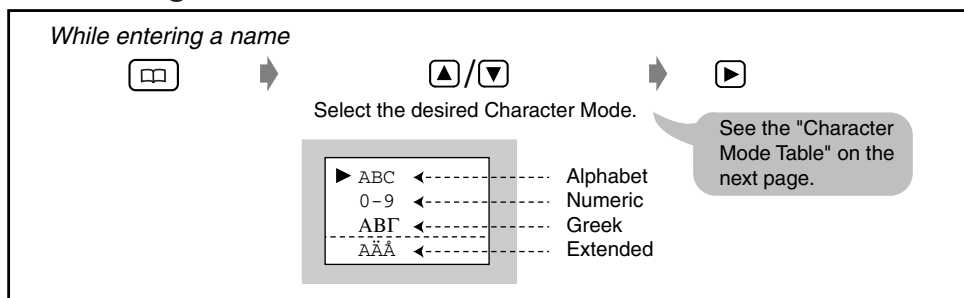 While entering a name
▲/▼ ▶
Select the desired Character Mode.
See the "Character
Mode Table" on the
next page.
▶ ABC Alphabet
0-9 Numeric
ΑΒΓ Greek
AÄÅ Extended